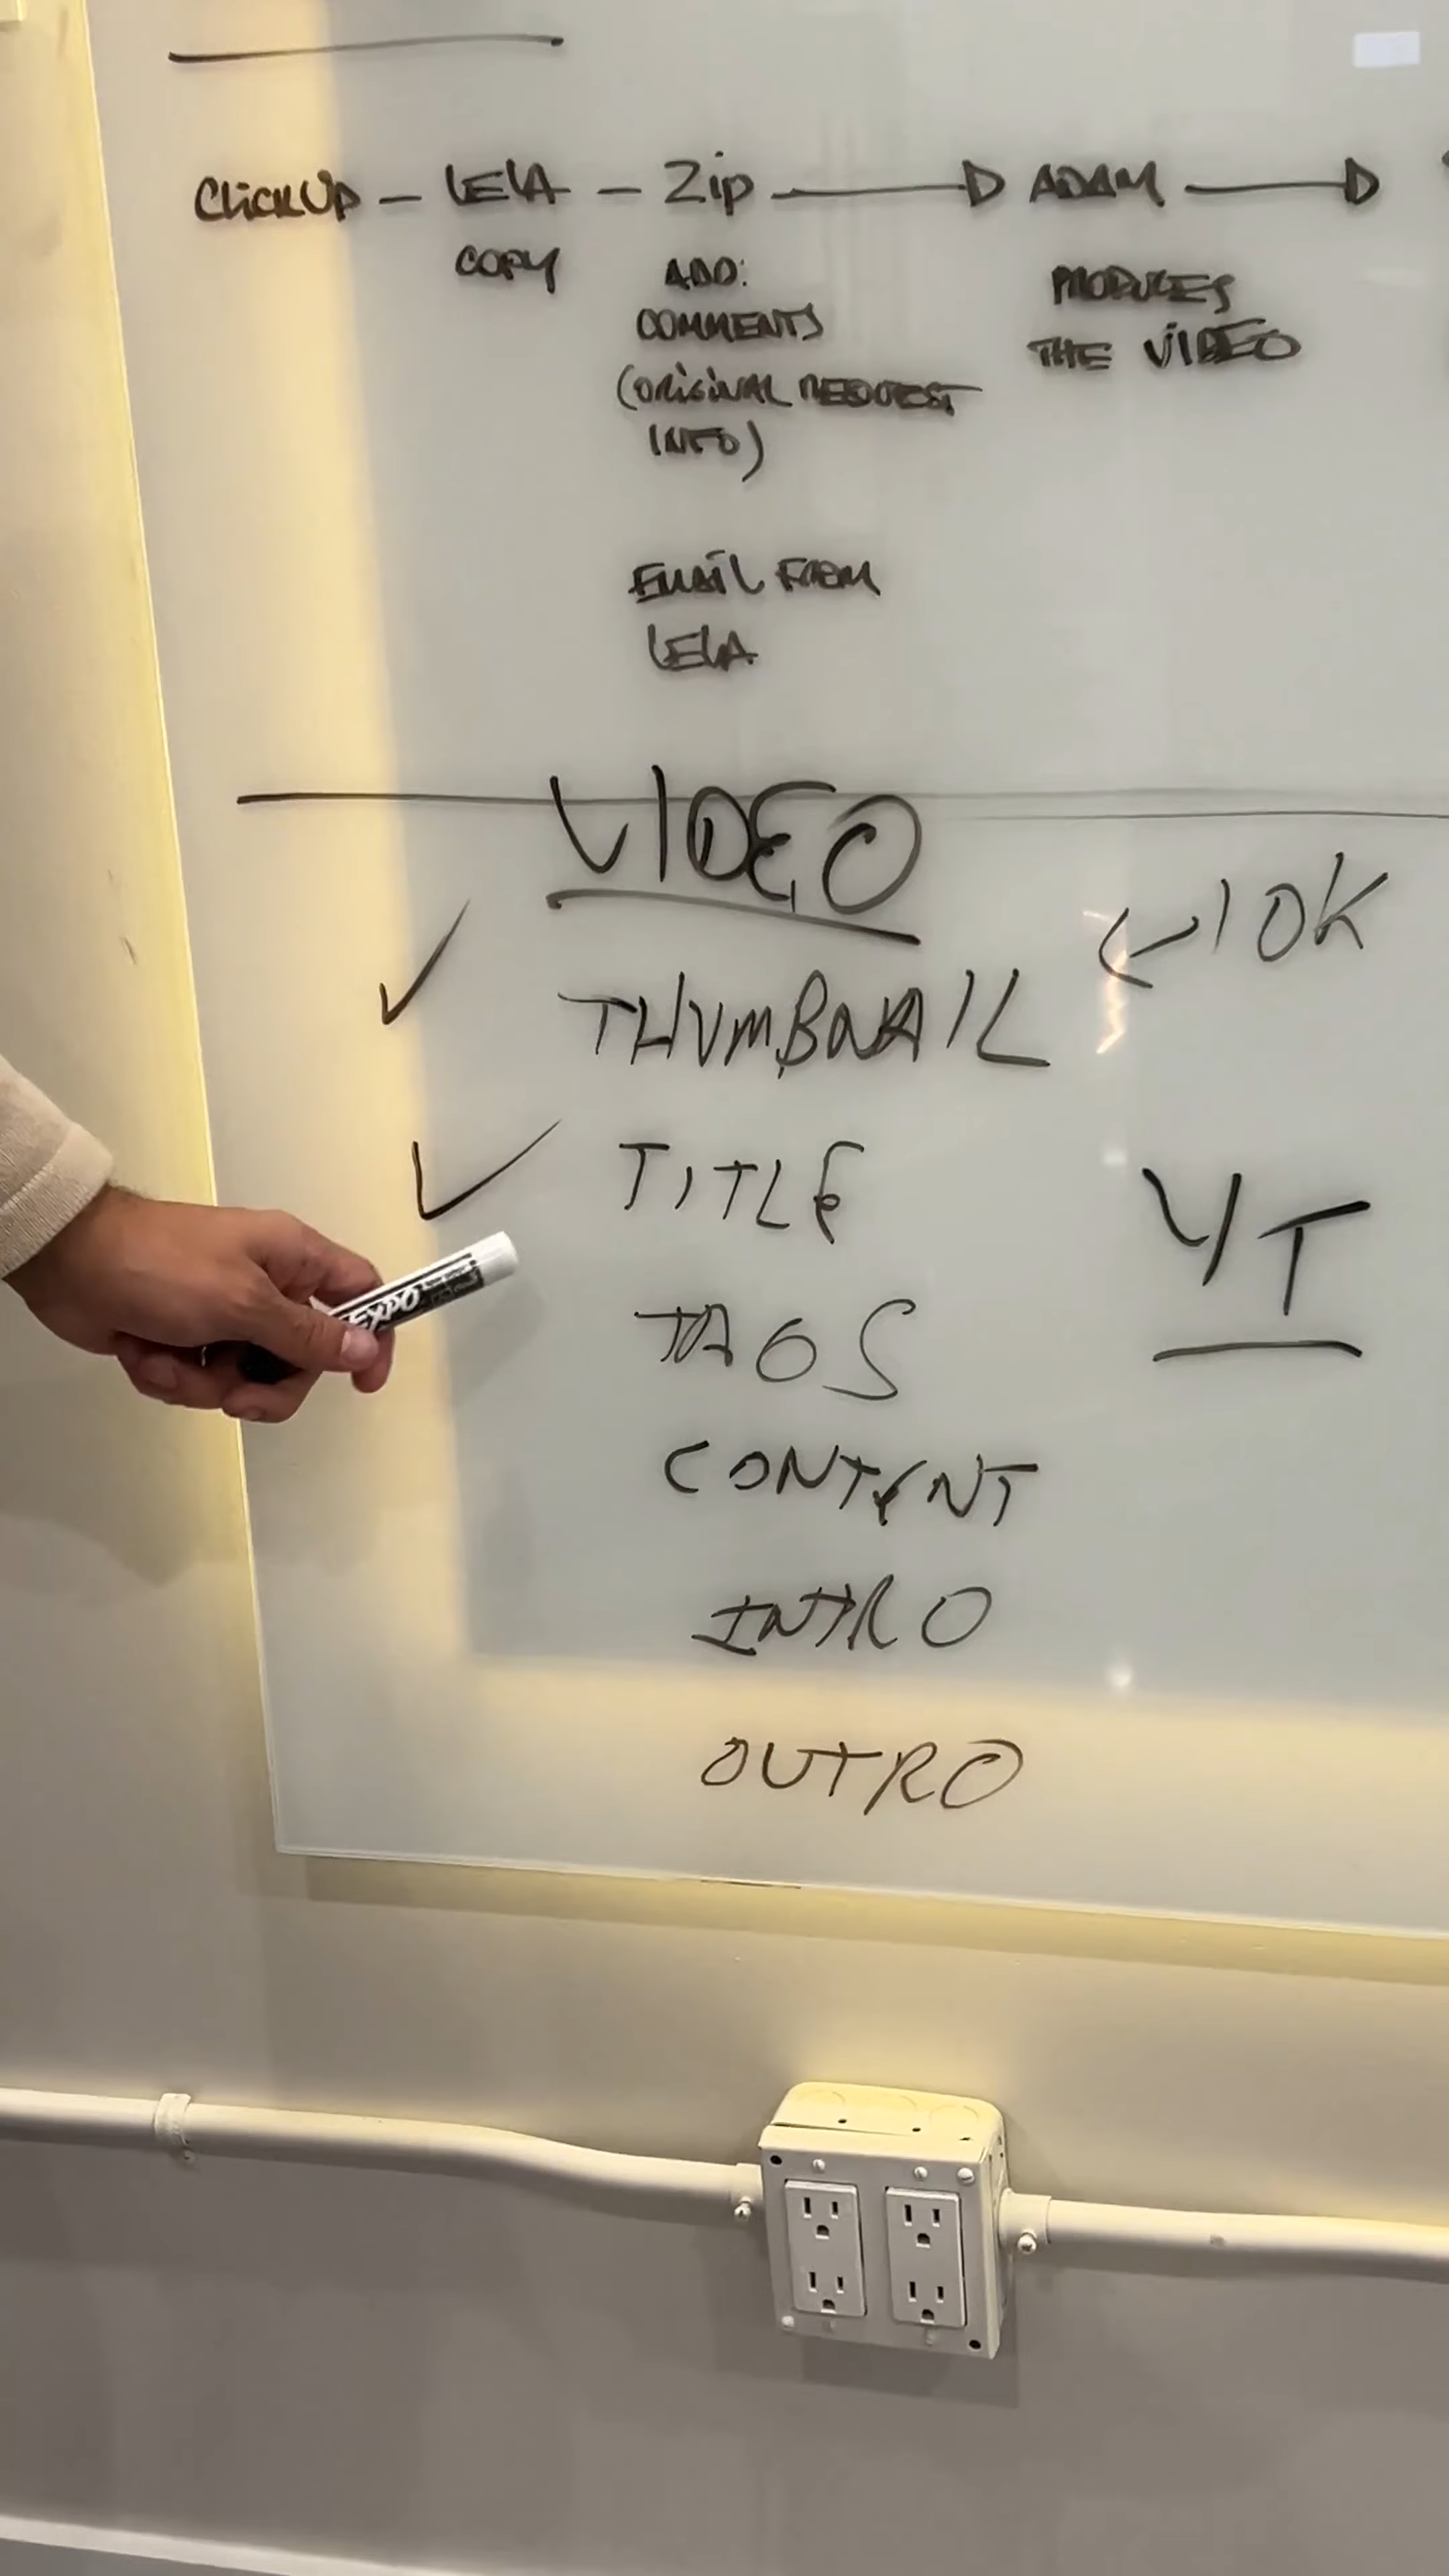 CLICKUP - LELA - Zip → ADAM →
COPY
ADD:
COMMENTS
(ORIGINAL REQUEST
INFO)
PRODUCES
THE VIDEO
EMAIL FROM
LELA
VIDEO
← 10K
✓ THUMBNAIL
✓ TITLE
YT
EXPO
TAGS
CONTENT
INTRO
OUTRO